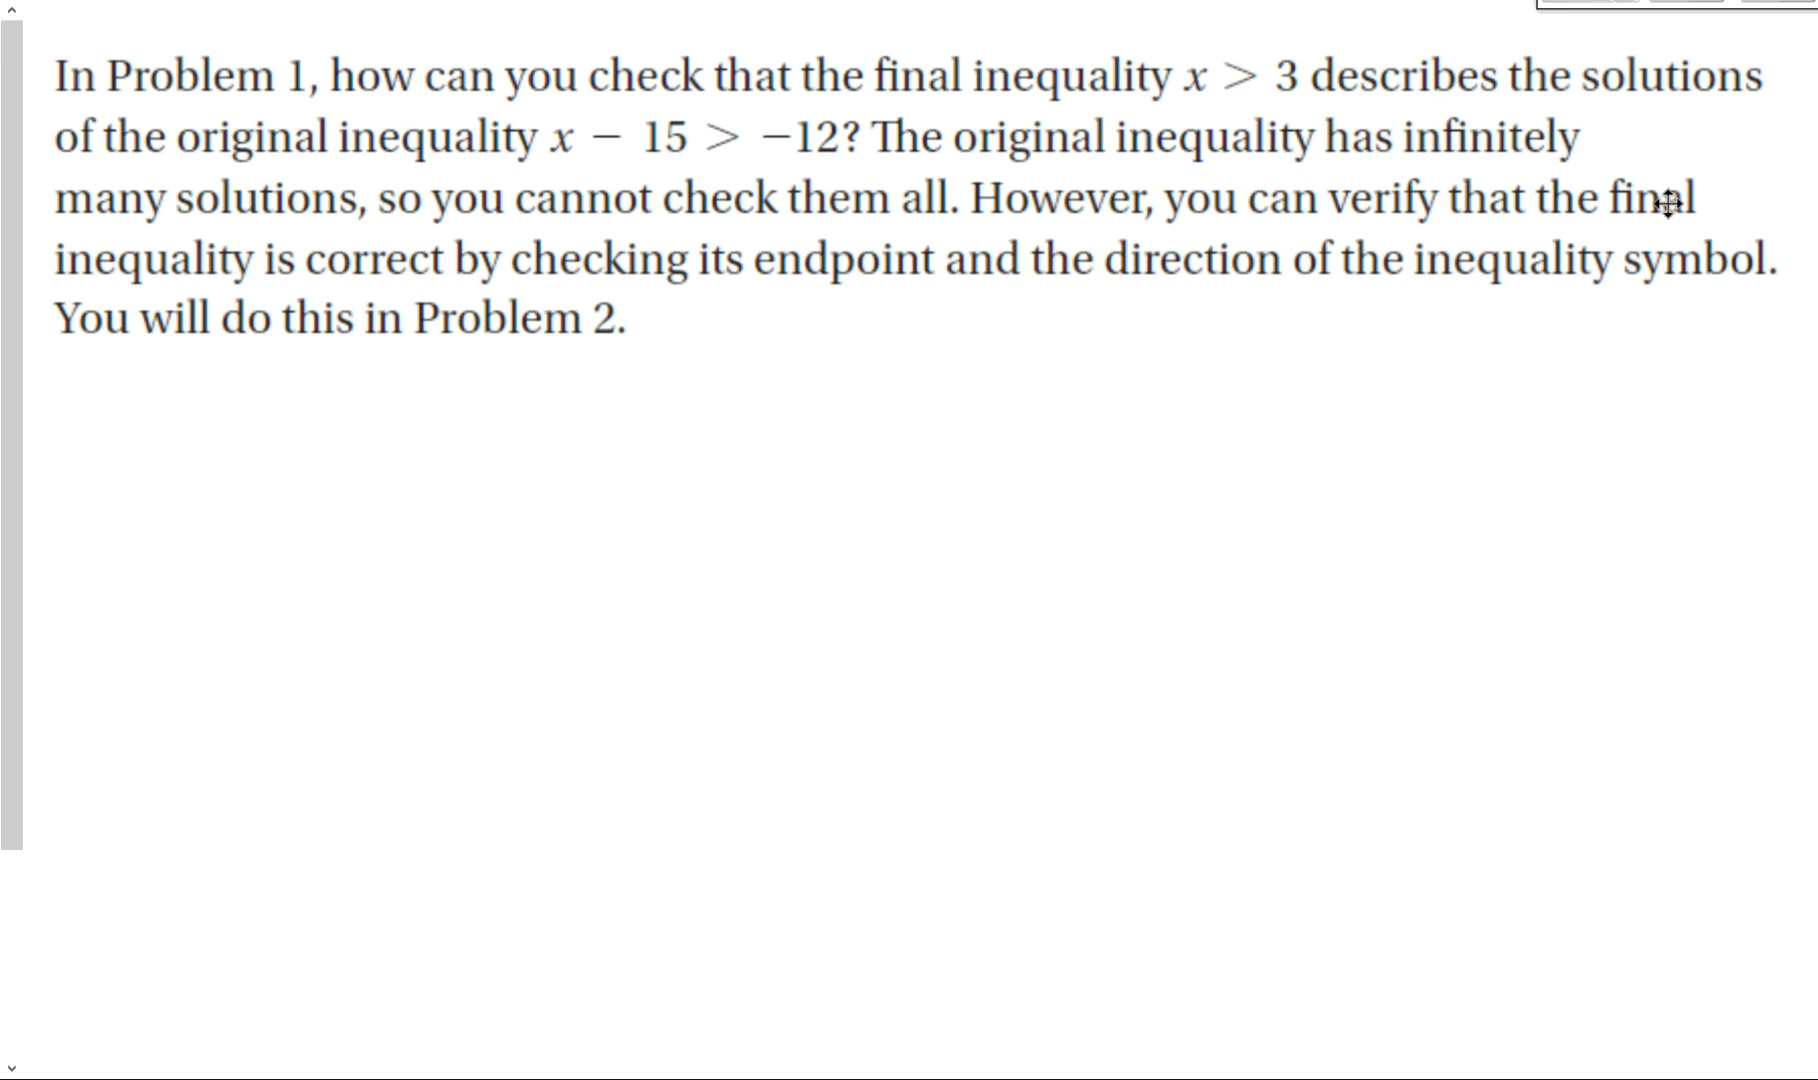 In Problem 1, how can you check that the final inequality x > 3 describes the solutions
of the original inequality x − 15 > −12? The original inequality has infinitely
many solutions, so you cannot check them all. However, you can verify that the final
inequality is correct by checking its endpoint and the direction of the inequality symbol.
You will do this in Problem 2.